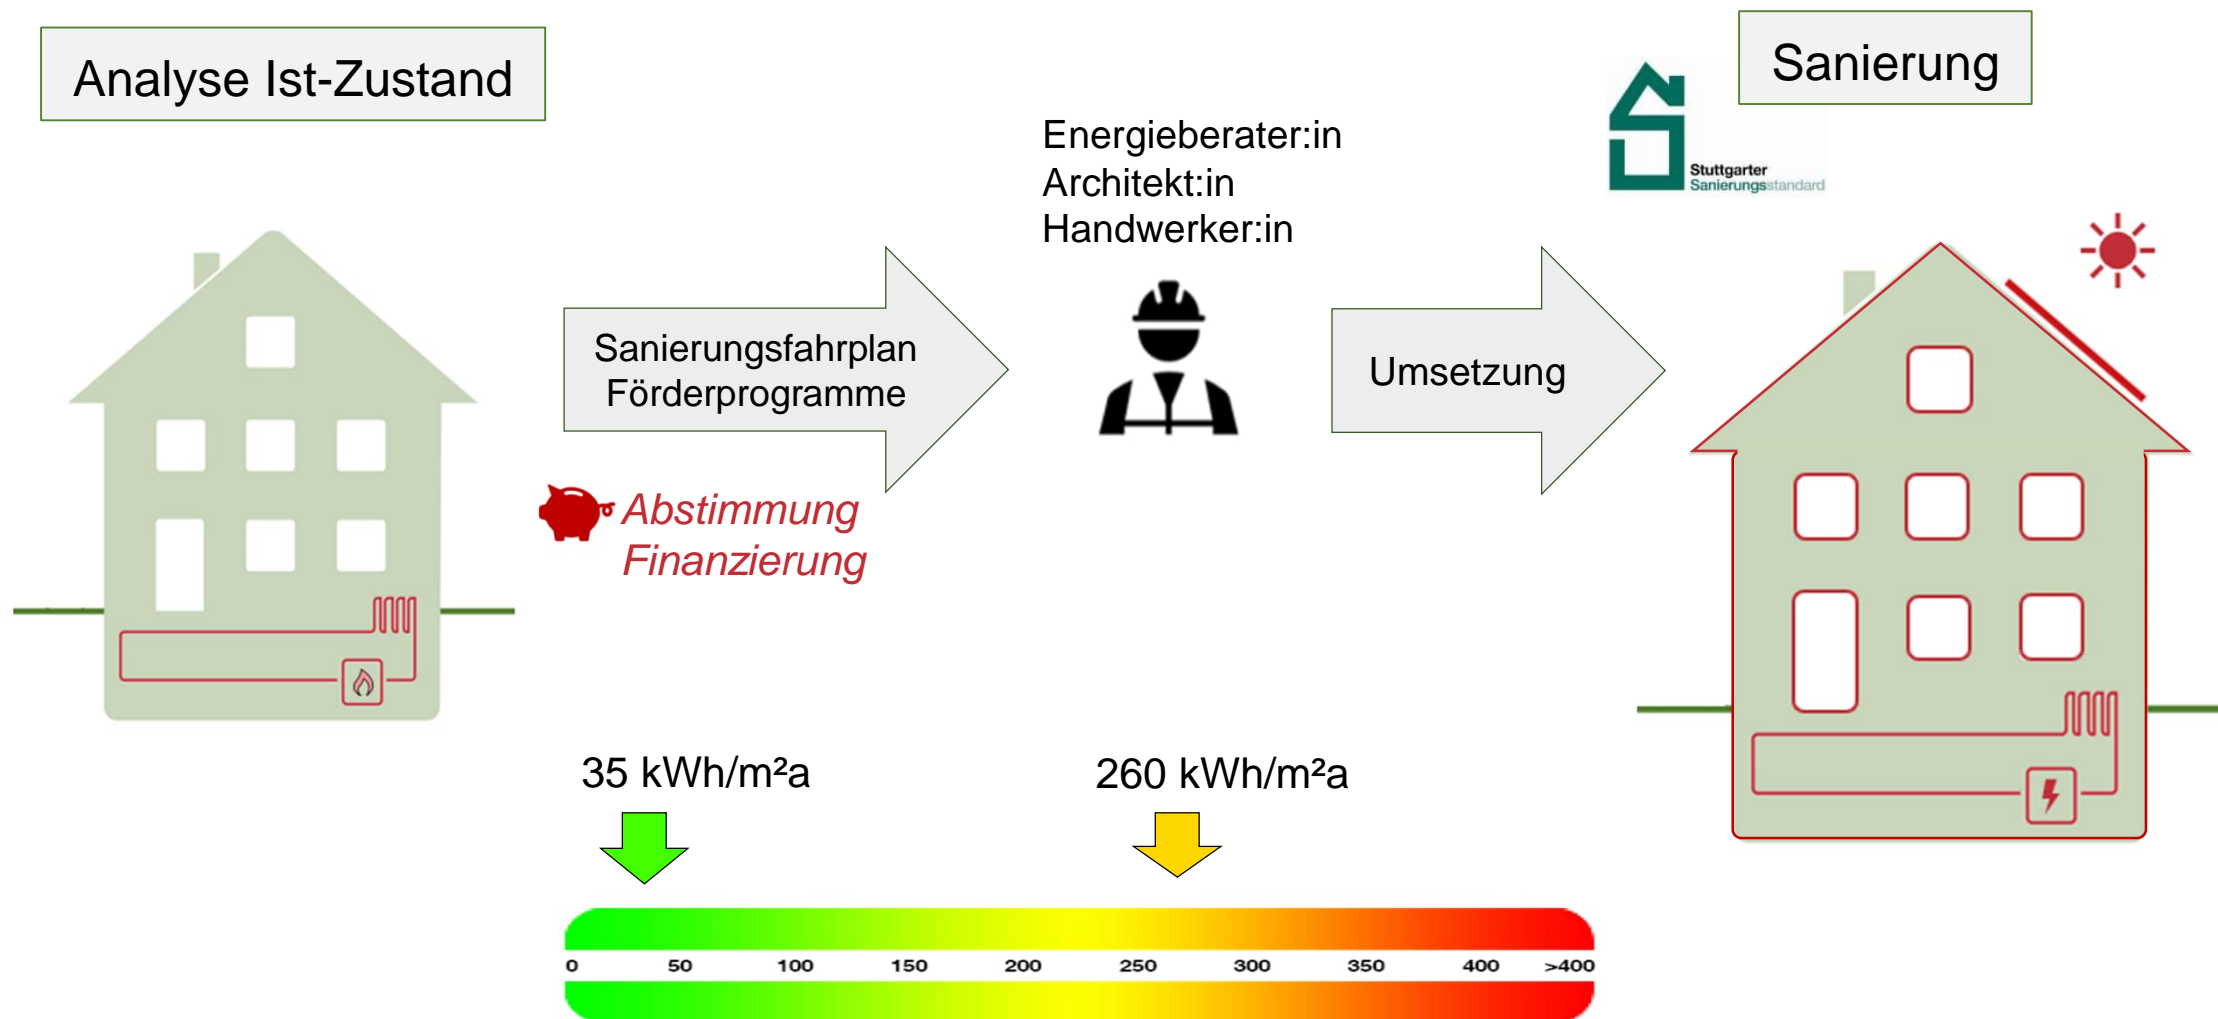 Analyse Ist-Zustand
Sanierung
Stuttgarter
Sanierungsstandard
Energieberater:in
Architekt:in
Handwerker:in
Sanierungsfahrplan
Förderprogramme
Umsetzung
Abstimmung
Finanzierung
35 kWh/m²a
260 kWh/m²a
0 50 100 150 200 250 300 350 400 >400